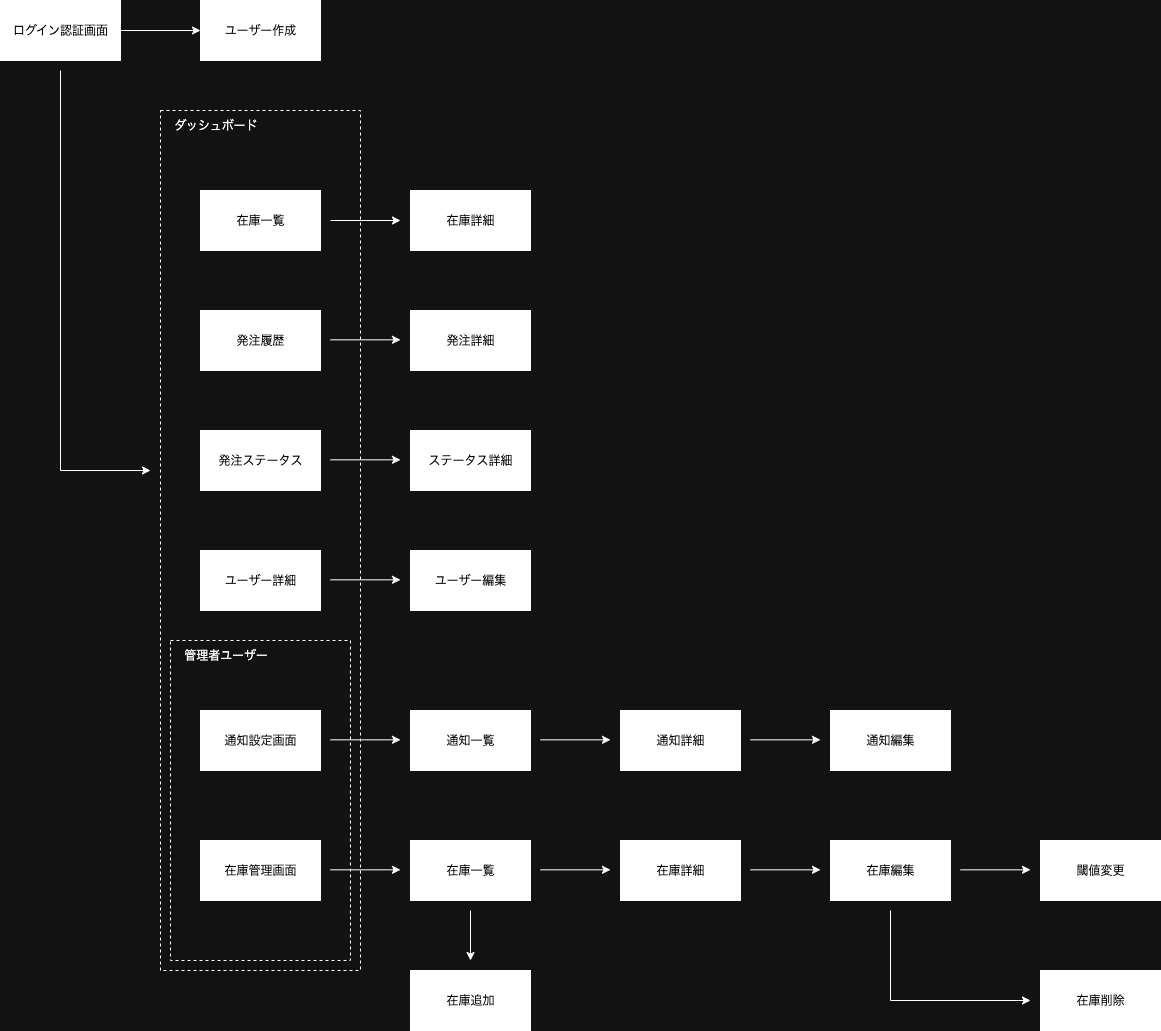 ログイン認証画面
ユーザー作成
ダッシュボード
在庫一覧
在庫詳細
発注履歴
発注詳細
発注ステータス
ステータス詳細
ユーザー詳細
ユーザー編集
管理者ユーザー
通知設定画面
通知一覧
通知詳細
通知編集
在庫管理画面
在庫一覧
在庫詳細
在庫編集
閾値変更
在庫追加
在庫削除